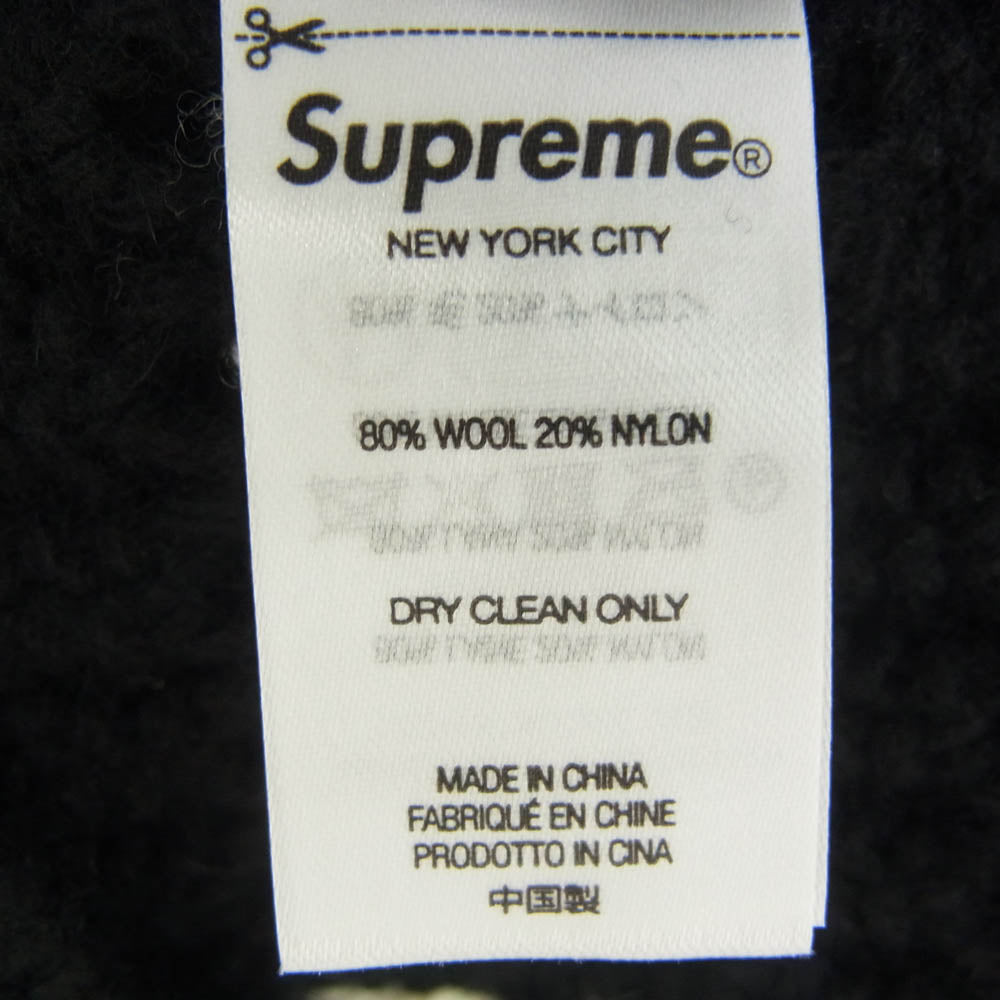 Supreme®
NEW YORK CITY
80% WOOL 20% NYLON
DRY CLEAN ONLY
MADE IN CHINA
FABRIQUÉ EN CHINE
PRODOTTO IN CINA
中国製